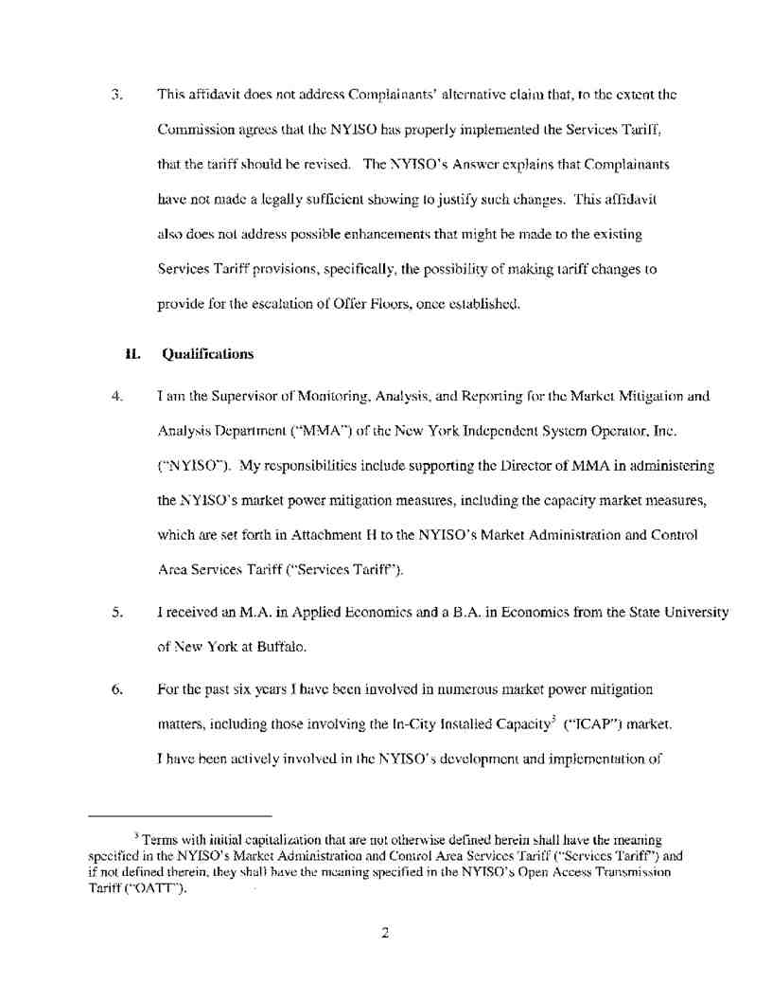 3. This affidavit does not address Complainants' alternative claim that, to the extent the
Commission agrees that the NYISO has properly implemented the Services Tariff,
that the tariff should be revised. The NYISO's Answer explains that Complainants
have not made a legally sufficient showing to justify such changes. This affidavit
also does not address possible enhancements that might be made to the existing
Services Tariff provisions, specifically, the possibility of making tariff changes to
provide for the escalation of Offer Floors, once established.
II. Qualifications
4. I am the Supervisor of Monitoring, Analysis, and Reporting for the Market Mitigation and
Analysis Department ("MMA") of the New York Independent System Operator, Inc.
("NYISO"). My responsibilities include supporting the Director of MMA in administering
the NYISO's market power mitigation measures, including the capacity market measures,
which are set forth in Attachment H to the NYISO's Market Administration and Control
Area Services Tariff ("Services Tariff").
5. I received an M.A. in Applied Economics and a B.A. in Economics from the State University
of New York at Buffalo.
6. For the past six years I have been involved in numerous market power mitigation
matters, including those involving the In-City Installed Capacity³ ("ICAP") market.
I have been actively involved in the NYISO's development and implementation of
³ Terms with initial capitalization that are not otherwise defined herein shall have the meaning
specified in the NYISO's Market Administration and Control Area Services Tariff ("Services Tariff") and
if not defined therein, they shall have the meaning specified in the NYISO's Open Access Transmission
Tariff ("OATT").
2